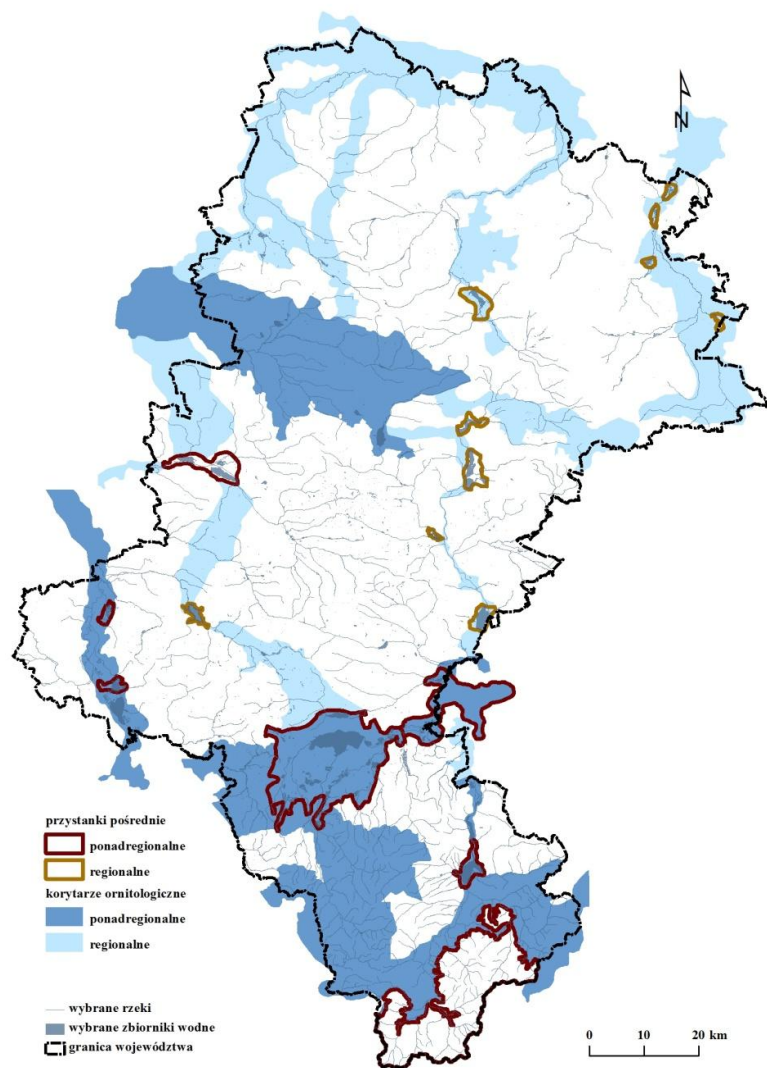 N
przystanki pośrednie
ponadregionalne
regionalne
korytarze ornitologiczne
ponadregionalne
regionalne
wybrane rzeki
wybrane zbiorniki wodne
granica województwa
0 10 20 km